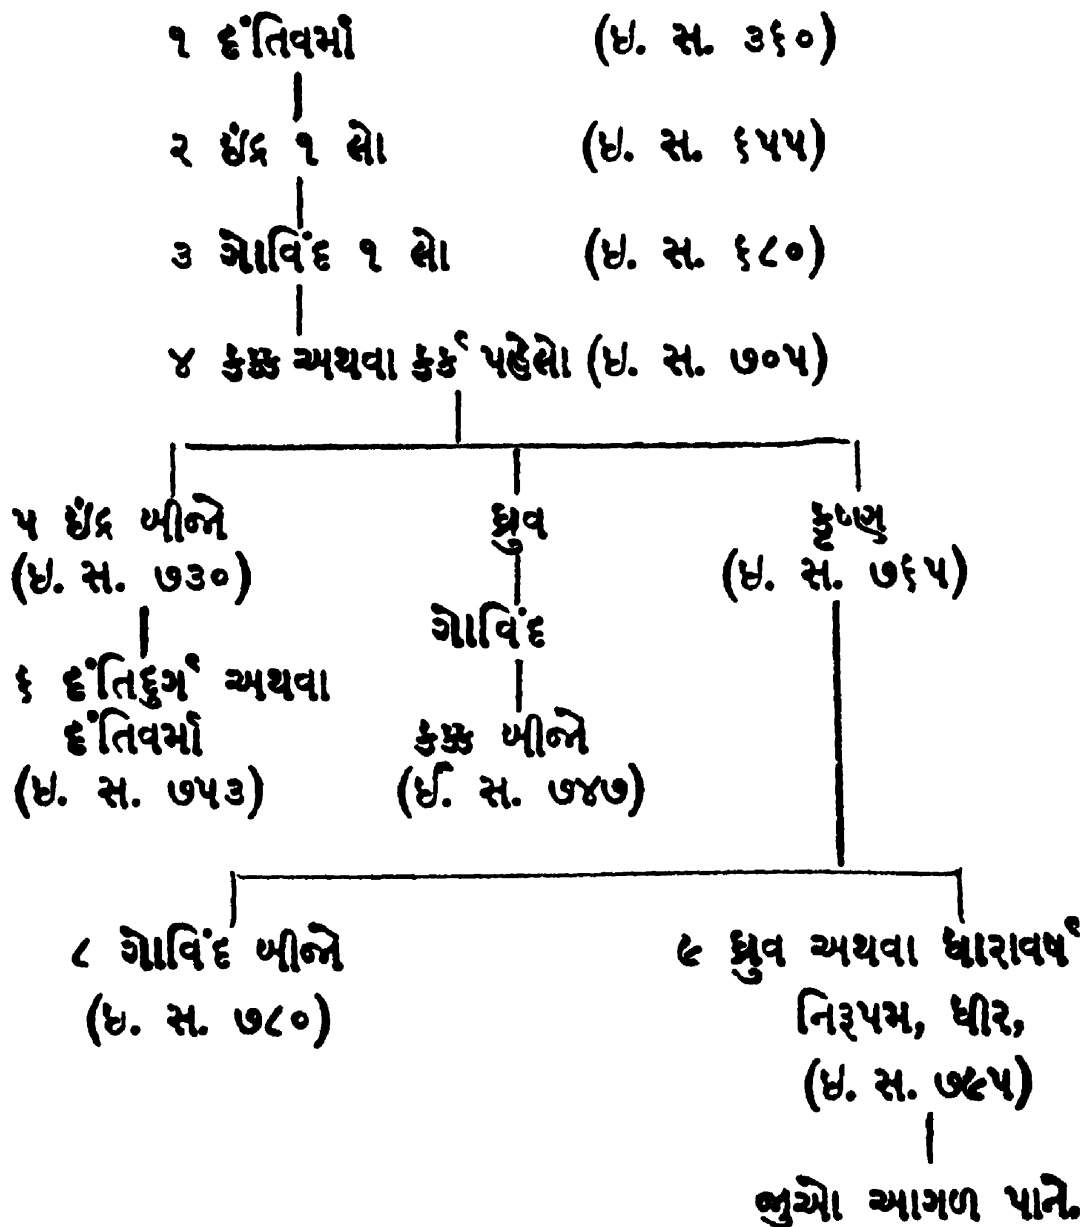 ૧ દંતિવર્મા (ઇ. સ. ૩૬૦)
૨ ઇંદ્ર ૧ લો (ઇ. સ. ૬૫૫)
૩ ગોવિંદ ૧ લો (ઇ. સ. ૬૮૦)
૪ કક્ક અથવા કર્ક પહેલો (ઇ. સ. ૭૦૫)
૫ ઇંદ્ર બીજો ધ્રુવ કૃષ્ણ
(ઇ. સ. ૭૩૦) (ઇ. સ. ૭૬૫)
ગોવિંદ
૬ દંતિદુર્ગ અથવા
દંતિવર્મા કક્ક બીજો
(ઇ. સ. ૭૫૩) (ઈ. સ. ૭૪૭)
૮ ગોવિંદ બીજો ૯ ધ્રુવ અથવા ધારાવર્ષ
(ઇ. સ. ૭૮૦) નિરૂપમ, ધીર,
(ઇ. સ. ૭૯૫)
જુઓ આગળ પાને.